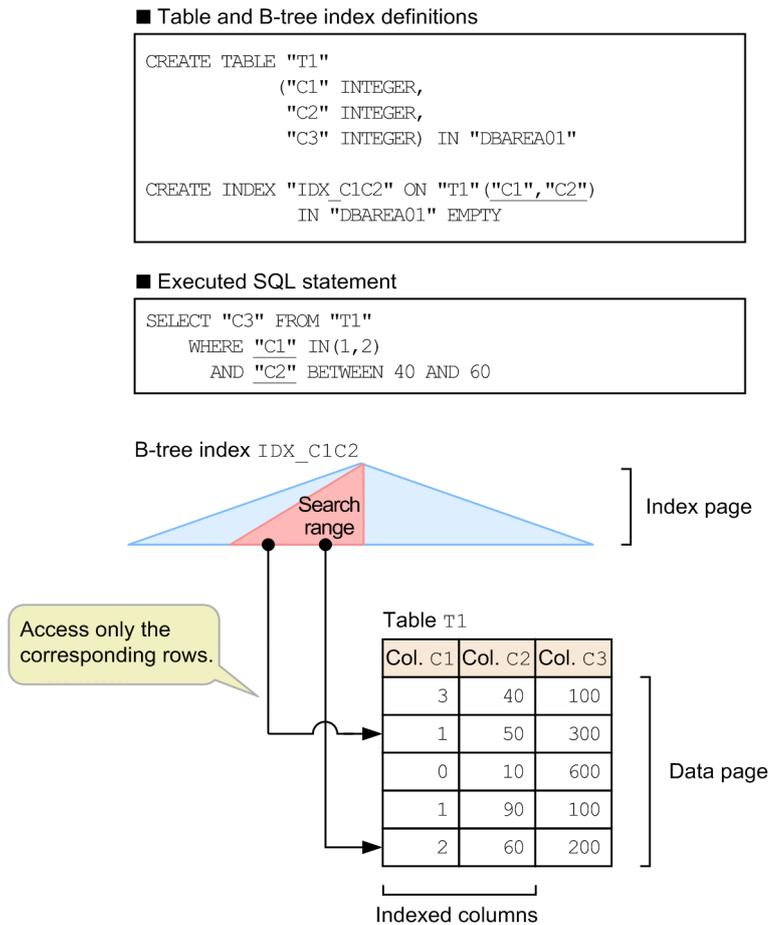 ■ Table and B-tree index definitions
CREATE TABLE "T1"
("C1" INTEGER,
"C2" INTEGER,
"C3" INTEGER) IN "DBAREA01"
CREATE INDEX "IDX_C1C2" ON "T1"("C1","C2")
IN "DBAREA01" EMPTY
■ Executed SQL statement
SELECT "C3" FROM "T1"
WHERE "C1" IN(1,2)
AND "C2" BETWEEN 40 AND 60
B-tree index IDX_C1C2
Search
range
Index page
Access only the
corresponding rows.
Table T1
Col. C1 Col. C2 Col. C3
3 40 100
1 50 300
0 10 600
1 90 100
2 60 200
Data page
Indexed columns